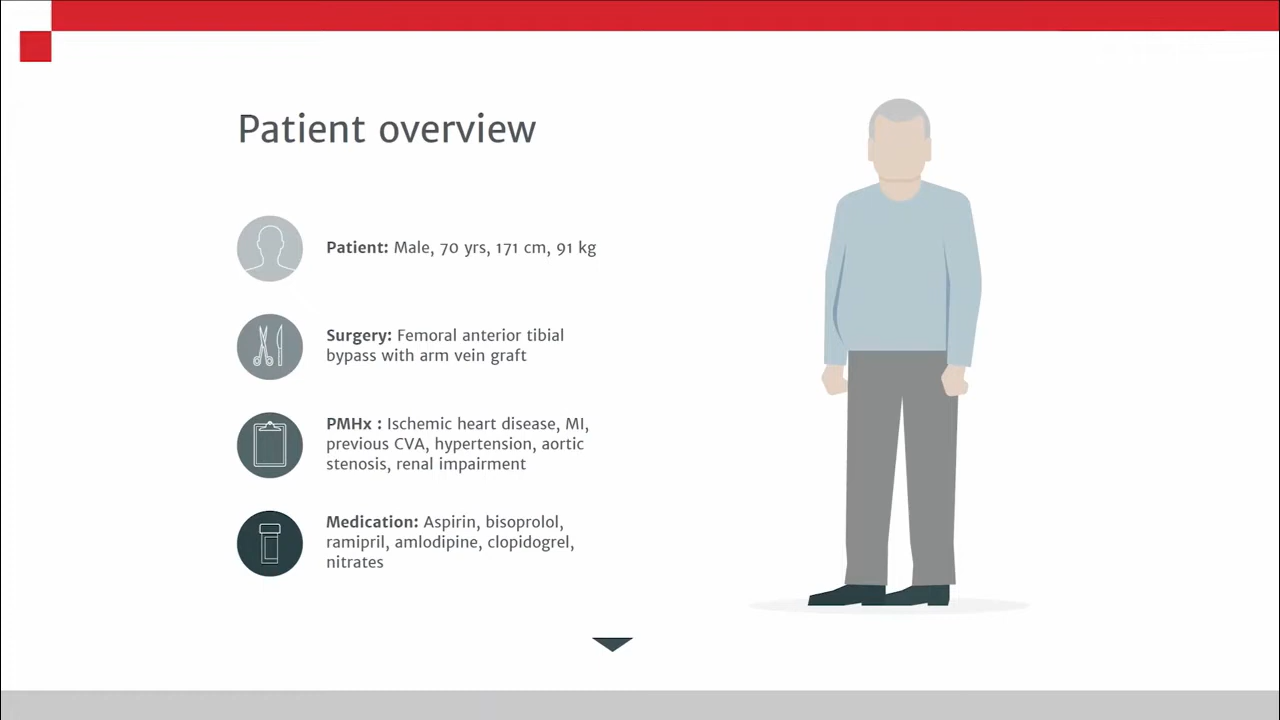 Patient overview
Patient: Male, 70 yrs, 171 cm, 91 kg
Surgery: Femoral anterior tibial
bypass with arm vein graft
PMHx : Ischemic heart disease, MI,
previous CVA, hypertension, aortic
stenosis, renal impairment
Medication: Aspirin, bisoprolol,
ramipril, amlodipine, clopidogrel,
nitrates